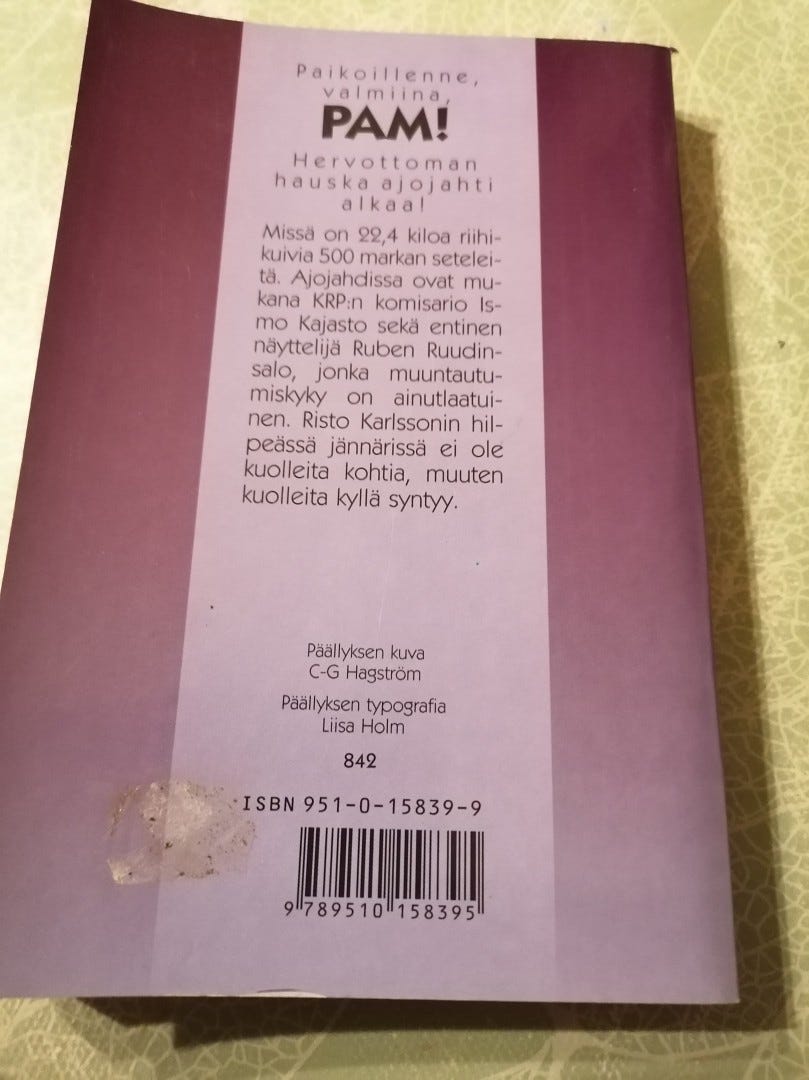 Paikoillenne,
valmiina,
PAM!
Hervottoman
hauska ajojahti
alkaa!
Missä on 22,4 kiloa riihi-
kuivia 500 markan setelei-
tä. Ajojahdissa ovat mu-
kana KRP:n komisario Is-
mo Kajasto sekä entinen
näyttelijä Ruben Ruudin-
salo, jonka muuntautu-
miskyky on ainutlaatui-
nen. Risto Karlssonin hil-
peässä jännärissä ei ole
kuolleita kohtia, muuten
kuolleita kyllä syntyy.
Päällyksen kuva
C-G Hagström
Päällyksen typografia
Liisa Holm
842
ISBN 951-0-15839-9
9 789510 158395